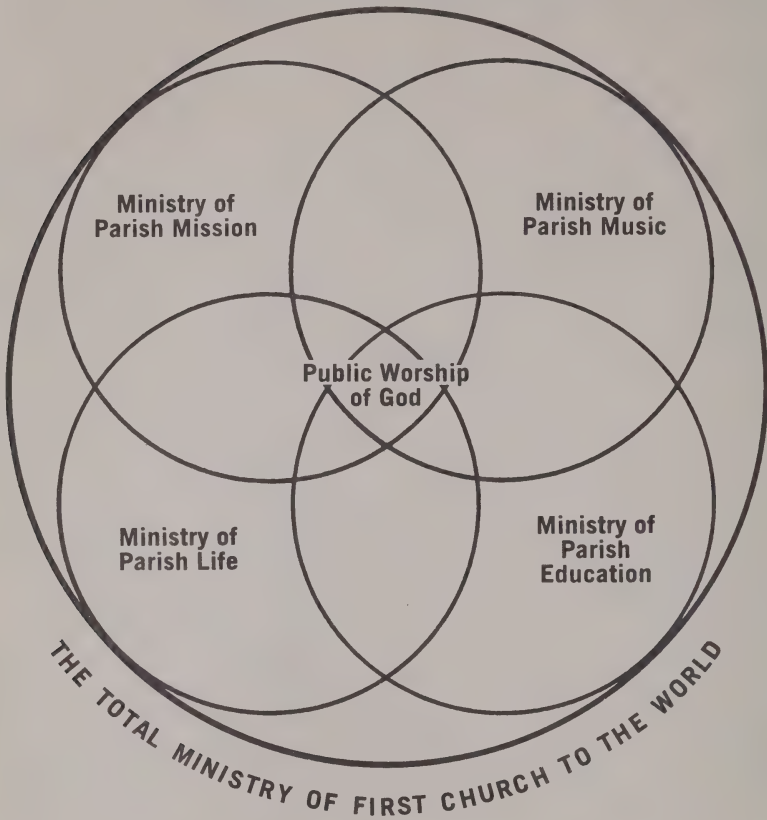 Ministry of
Parish Mission
Ministry of
Parish Music
Public Worship
of God
Ministry of
Parish Life
Ministry of
Parish
Education
THE TOTAL MINISTRY OF FIRST CHURCH TO THE WORLD